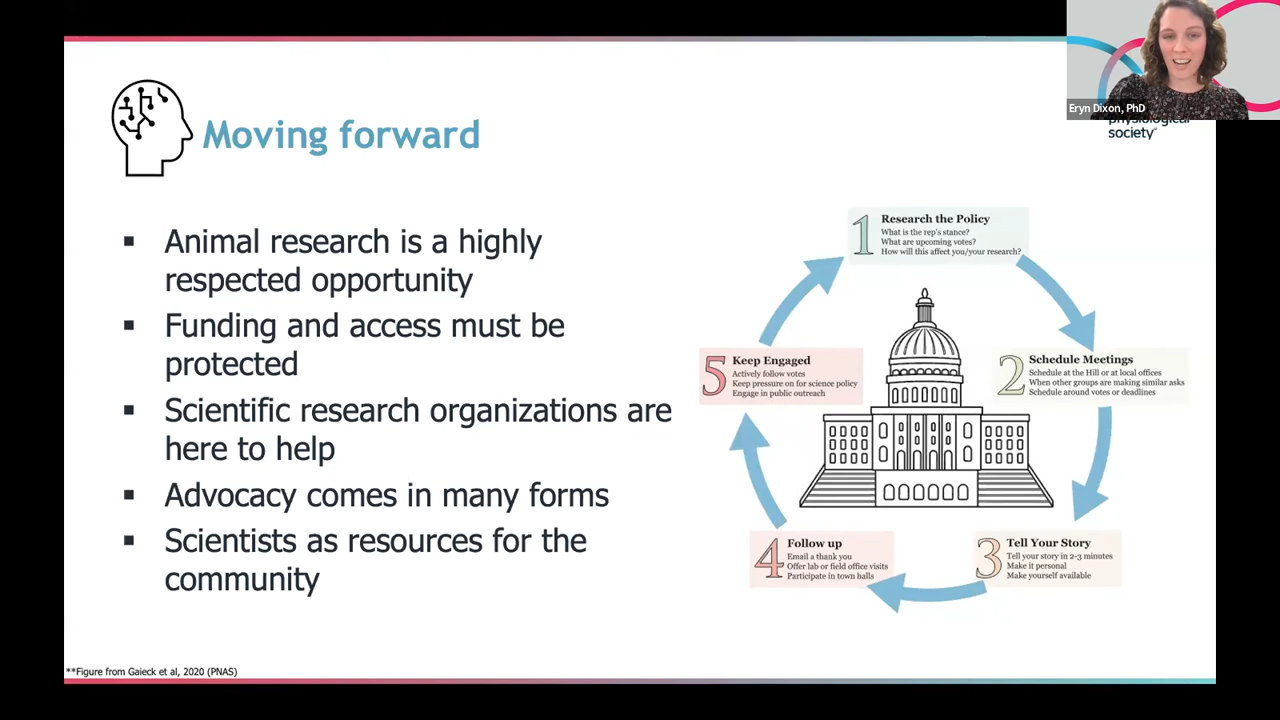 Eryn Dixon, PhD
physiological
society
Moving forward
Animal research is a highly
respected opportunity
Funding and access must be
protected
Scientific research organizations are
here to help
Advocacy comes in many forms
Scientists as resources for the
community
1
Research the Policy
What is the rep's stance?
What are upcoming votes?
How will this affect you/your research?
2
Schedule Meetings
Schedule at the Hill or at local offices
When other groups are making similar asks
Schedule around votes or deadlines
3
Tell Your Story
Tell your story in 2-3 minutes
Make it personal
Make yourself available
4
Follow up
Email a thank you
Offer lab or field office visits
Participate in town halls
5
Keep Engaged
Actively follow votes
Keep pressure on for science policy
Engage in public outreach
**Figure from Gaieck et al, 2020 (PNAS)